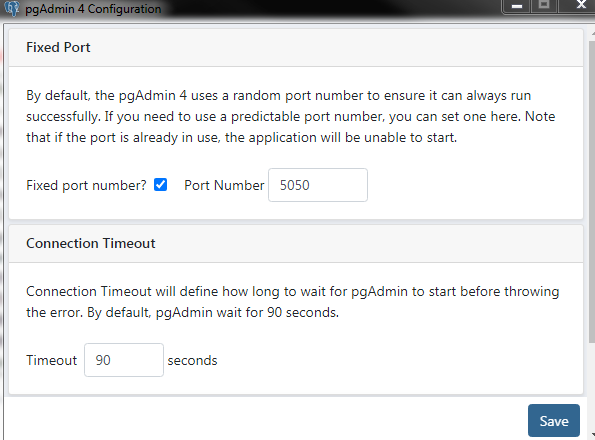 pgAdmin 4 Configuration
Fixed Port
By default, the pgAdmin 4 uses a random port number to ensure it can always run
successfully. If you need to use a predictable port number, you can set one here. Note
that if the port is already in use, the application will be unable to start.
Fixed port number? Port Number 5050
Connection Timeout
Connection Timeout will define how long to wait for pgAdmin to start before throwing
the error. By default, pgAdmin wait for 90 seconds.
Timeout 90 seconds
Save